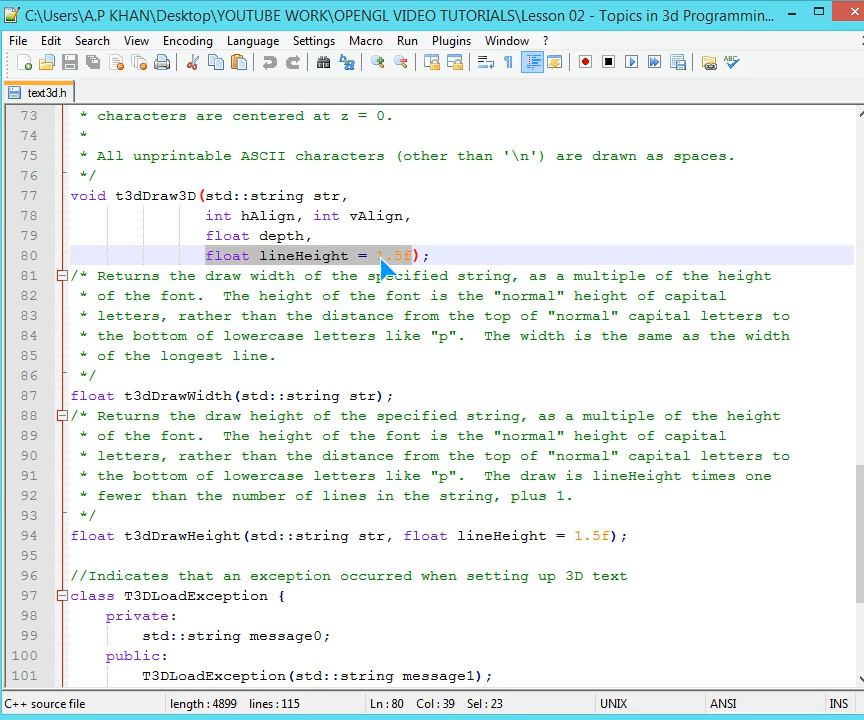 C:\Users\A.P KHAN\Desktop\YOUTUBE WORK\OPENGL VIDEO TUTORIALS\Lesson 02 - Topics in 3d Programmin...
File Edit Search View Encoding Language Settings Macro Run Plugins Window ?
text3d.h
73 * characters are centered at z = 0.
74 *
75 * All unprintable ASCII characters (other than '\n') are drawn as spaces.
76 */
77 void t3dDraw3D(std::string str,
78 int hAlign, int vAlign,
79 float depth,
80 float lineHeight = 1.5f);
81 /* Returns the draw width of the specified string, as a multiple of the height
82 * of the font.  The height of the font is the "normal" height of capital
83 * letters, rather than the distance from the top of "normal" capital letters to
84 * the bottom of lowercase letters like "p".  The width is the same as the width
85 * of the longest line.
86 */
87 float t3dDrawWidth(std::string str);
88 /* Returns the draw height of the specified string, as a multiple of the height
89 * of the font.  The height of the font is the "normal" height of capital
90 * letters, rather than the distance from the top of "normal" capital letters to
91 * the bottom of lowercase letters like "p".  The draw is lineHeight times one
92 * fewer than the number of lines in the string, plus 1.
93 */
94 float t3dDrawHeight(std::string str, float lineHeight = 1.5f);
95
96 //Indicates that an exception occurred when setting up 3D text
97 class T3DLoadException {
98 private:
99 std::string message0;
100 public:
101 T3DLoadException(std::string message1);
C++ source file length : 4899 lines : 115 Ln : 80 Col : 39 Sel : 23 UNIX ANSI INS